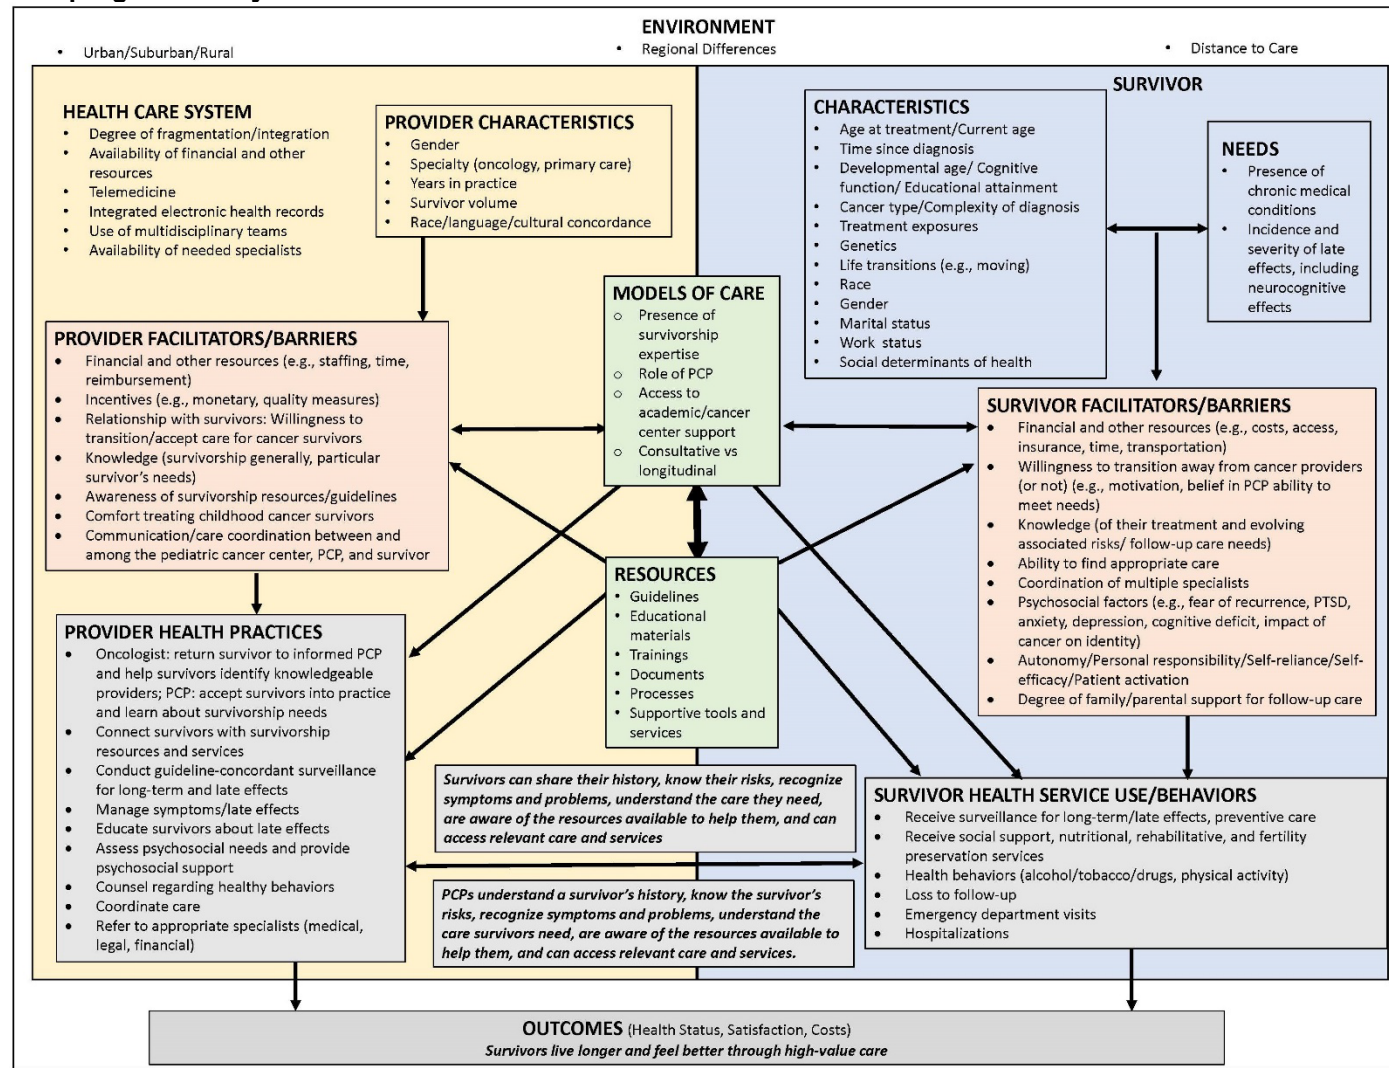 ENVIRONMENT
• Urban/Suburban/Rural
• Regional Differences
• Distance to Care
HEALTH CARE SYSTEM
• Degree of fragmentation/integration
• Availability of financial and other
resources
• Telemedicine
• Integrated electronic health records
• Use of multidisciplinary teams
• Availability of needed specialists
PROVIDER CHARACTERISTICS
• Gender
• Specialty (oncology, primary care)
• Years in practice
• Survivor volume
• Race/language/cultural concordance
SURVIVOR
CHARACTERISTICS
• Age at treatment/Current age
• Time since diagnosis
• Developmental age/ Cognitive
function/ Educational attainment
• Cancer type/Complexity of diagnosis
• Treatment exposures
• Genetics
• Life transitions (e.g., moving)
• Race
• Gender
• Marital status
• Work status
• Social determinants of health
NEEDS
• Presence of
chronic medical
conditions
• Incidence and
severity of late
effects, including
neurocognitive
effects
MODELS OF CARE
o Presence of
survivorship
expertise
o Role of PCP
o Access to
academic/cancer
center support
o Consultative vs
longitudinal
PROVIDER FACILITATORS/BARRIERS
• Financial and other resources (e.g., staffing, time,
reimbursement)
• Incentives (e.g., monetary, quality measures)
• Relationship with survivors: Willingness to
transition/accept care for cancer survivors
• Knowledge (survivorship generally, particular
survivor's needs)
• Awareness of survivorship resources/guidelines
• Comfort treating childhood cancer survivors
• Communication/care coordination between and
among the pediatric cancer center, PCP, and survivor
SURVIVOR FACILITATORS/BARRIERS
• Financial and other resources (e.g., costs, access,
insurance, time, transportation)
• Willingness to transition away from cancer providers
(or not) (e.g., motivation, belief in PCP ability to
meet needs)
• Knowledge (of their treatment and evolving
associated risks/ follow-up care needs)
• Ability to find appropriate care
• Coordination of multiple specialists
• Psychosocial factors (e.g., fear of recurrence, PTSD,
anxiety, depression, cognitive deficit, impact of
cancer on identity)
• Autonomy/Personal responsibility/Self-reliance/Self-
efficacy/Patient activation
• Degree of family/parental support for follow-up care
RESOURCES
• Guidelines
• Educational
materials
• Trainings
• Documents
• Processes
• Supportive tools and
services
PROVIDER HEALTH PRACTICES
• Oncologist: return survivor to informed PCP
and help survivors identify knowledgeable
providers; PCP: accept survivors into practice
and learn about survivorship needs
• Connect survivors with survivorship
resources and services
• Conduct guideline-concordant surveillance
for long-term and late effects
• Manage symptoms/late effects
• Educate survivors about late effects
• Assess psychosocial needs and provide
psychosocial support
• Counsel regarding healthy behaviors
• Coordinate care
• Refer to appropriate specialists (medical,
legal, financial)
Survivors can share their history, know their risks, recognize
symptoms and problems, understand the care they need,
are aware of the resources available to help them, and can
access relevant care and services
PCPs understand a survivor's history, know the survivor's
risks, recognize symptoms and problems, understand the
care survivors need, are aware of the resources available to
help them, and can access relevant care and services.
SURVIVOR HEALTH SERVICE USE/BEHAVIORS
• Receive surveillance for long-term/late effects, preventive care
• Receive social support, nutritional, rehabilitative, and fertility
preservation services
• Health behaviors (alcohol/tobacco/drugs, physical activity)
• Loss to follow-up
• Emergency department visits
• Hospitalizations
OUTCOMES (Health Status, Satisfaction, Costs)
Survivors live longer and feel better through high-value care